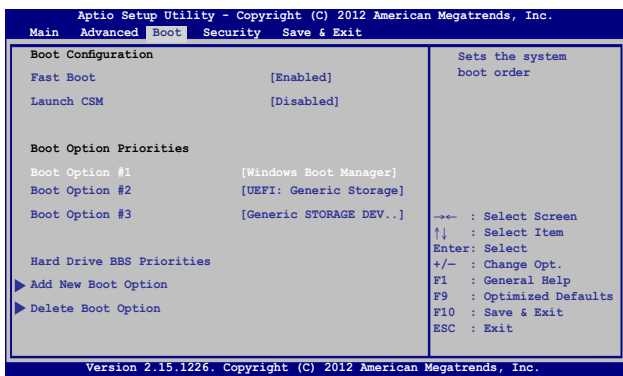 Aptio Setup Utility - Copyright (C) 2012 American Megatrends, Inc.
Main Advanced Boot Security Save & Exit
Boot Configuration
Fast Boot [Enabled]
Launch CSM [Disabled]
Boot Option Priorities
Boot Option #1 [Windows Boot Manager]
Boot Option #2 [UEFI: Generic Storage]
Boot Option #3 [Generic STORAGE DEV..]
Hard Drive BBS Priorities
Add New Boot Option
Delete Boot Option
Sets the system
boot order
→← : Select Screen
↑↓ : Select Item
Enter: Select
+/— : Change Opt.
F1 : General Help
F9 : Optimized Defaults
F10 : Save & Exit
ESC : Exit
Version 2.15.1226. Copyright (C) 2012 American Megatrends, Inc.